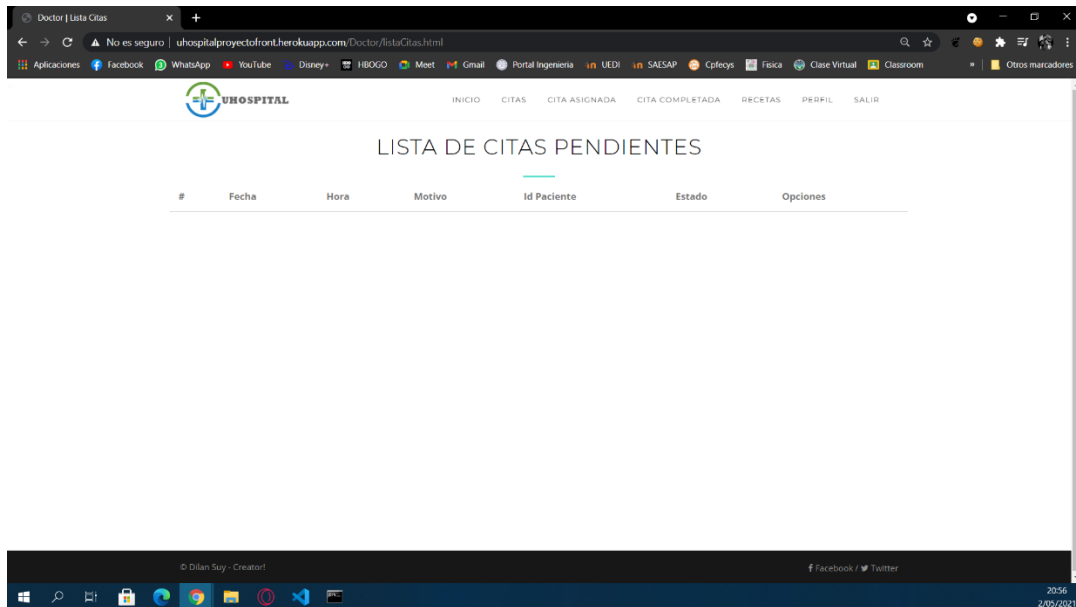 Doctor | Lista Citas
No es seguro | uhospitalproyectofront.herokuapp.com/Doctor/listaCitas.html
Aplicaciones Facebook WhatsApp YouTube Disney+ HBOGO Meet Gmail Portal Ingenieria UEDI SAESAP Cpfecys Fisica Clase Virtual Classroom » Otros marcadores
UHOSPITAL INICIO CITAS CITA ASIGNADA CITA COMPLETADA RECETAS PERFIL SALIR
LISTA DE CITAS PENDIENTES
# Fecha Hora Motivo Id Paciente Estado Opciones
© Dilan Suy - Creator! Facebook / Twitter
20:56
2/05/2021